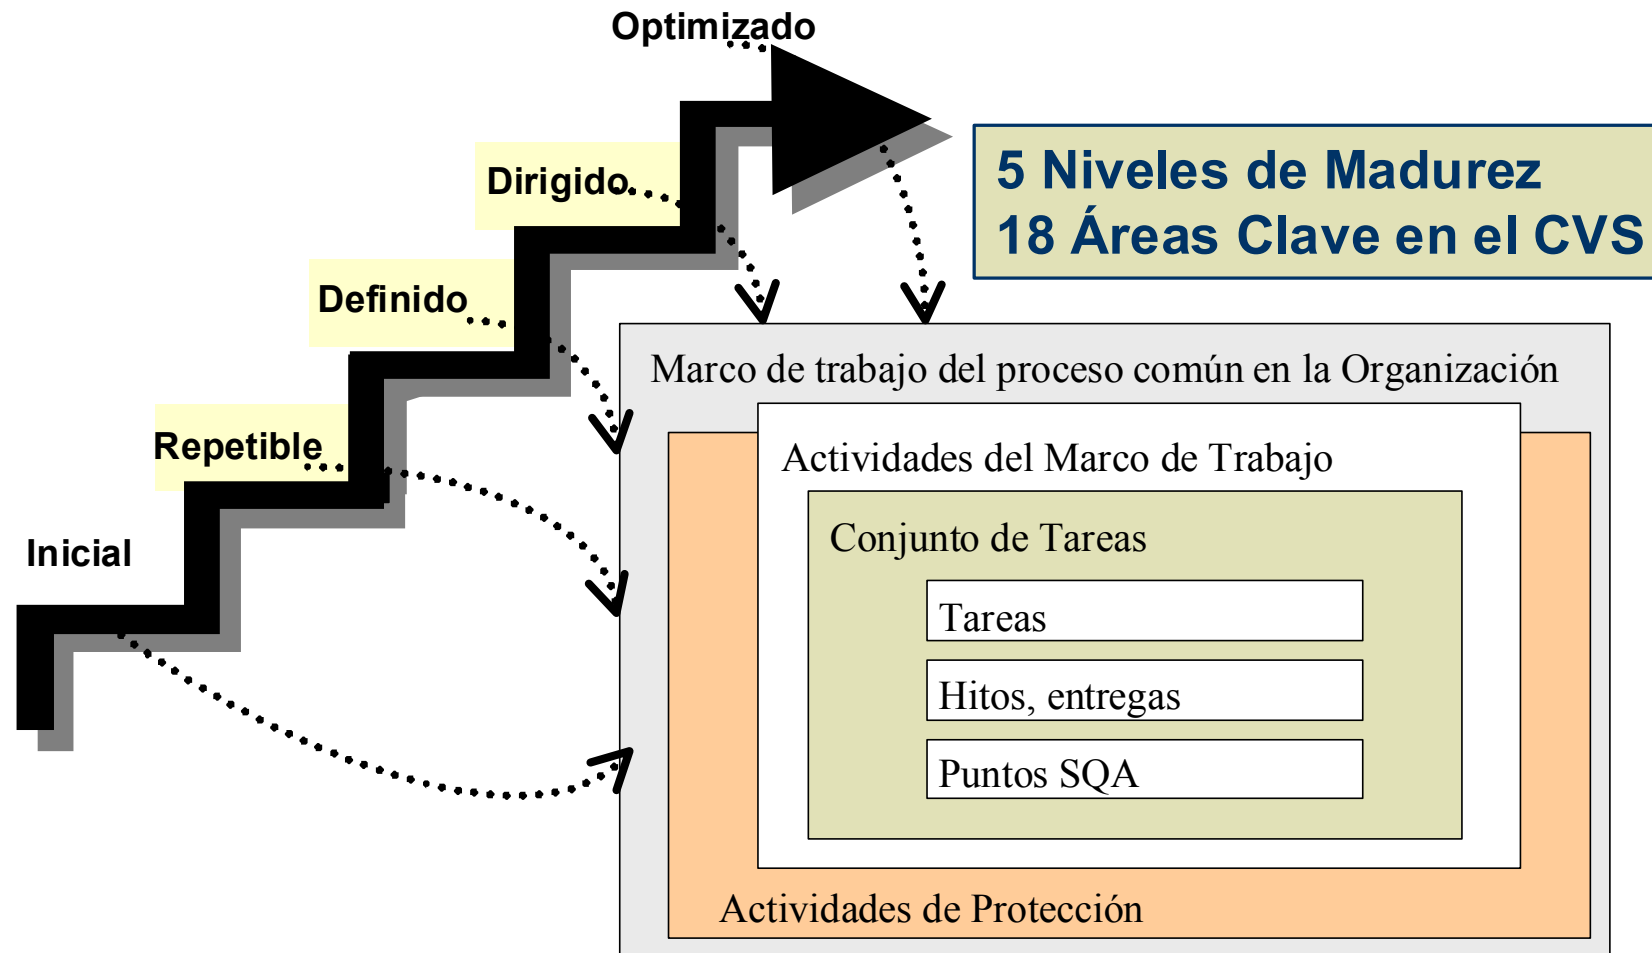 Optimizado
Dirigido
5 Niveles de Madurez
18 Áreas Clave en el CVS
Definido
Repetible
Inicial
Marco de trabajo del proceso común en la Organización
Actividades del Marco de Trabajo
Conjunto de Tareas
Tareas
Hitos, entregas
Puntos SQA
Actividades de Protección